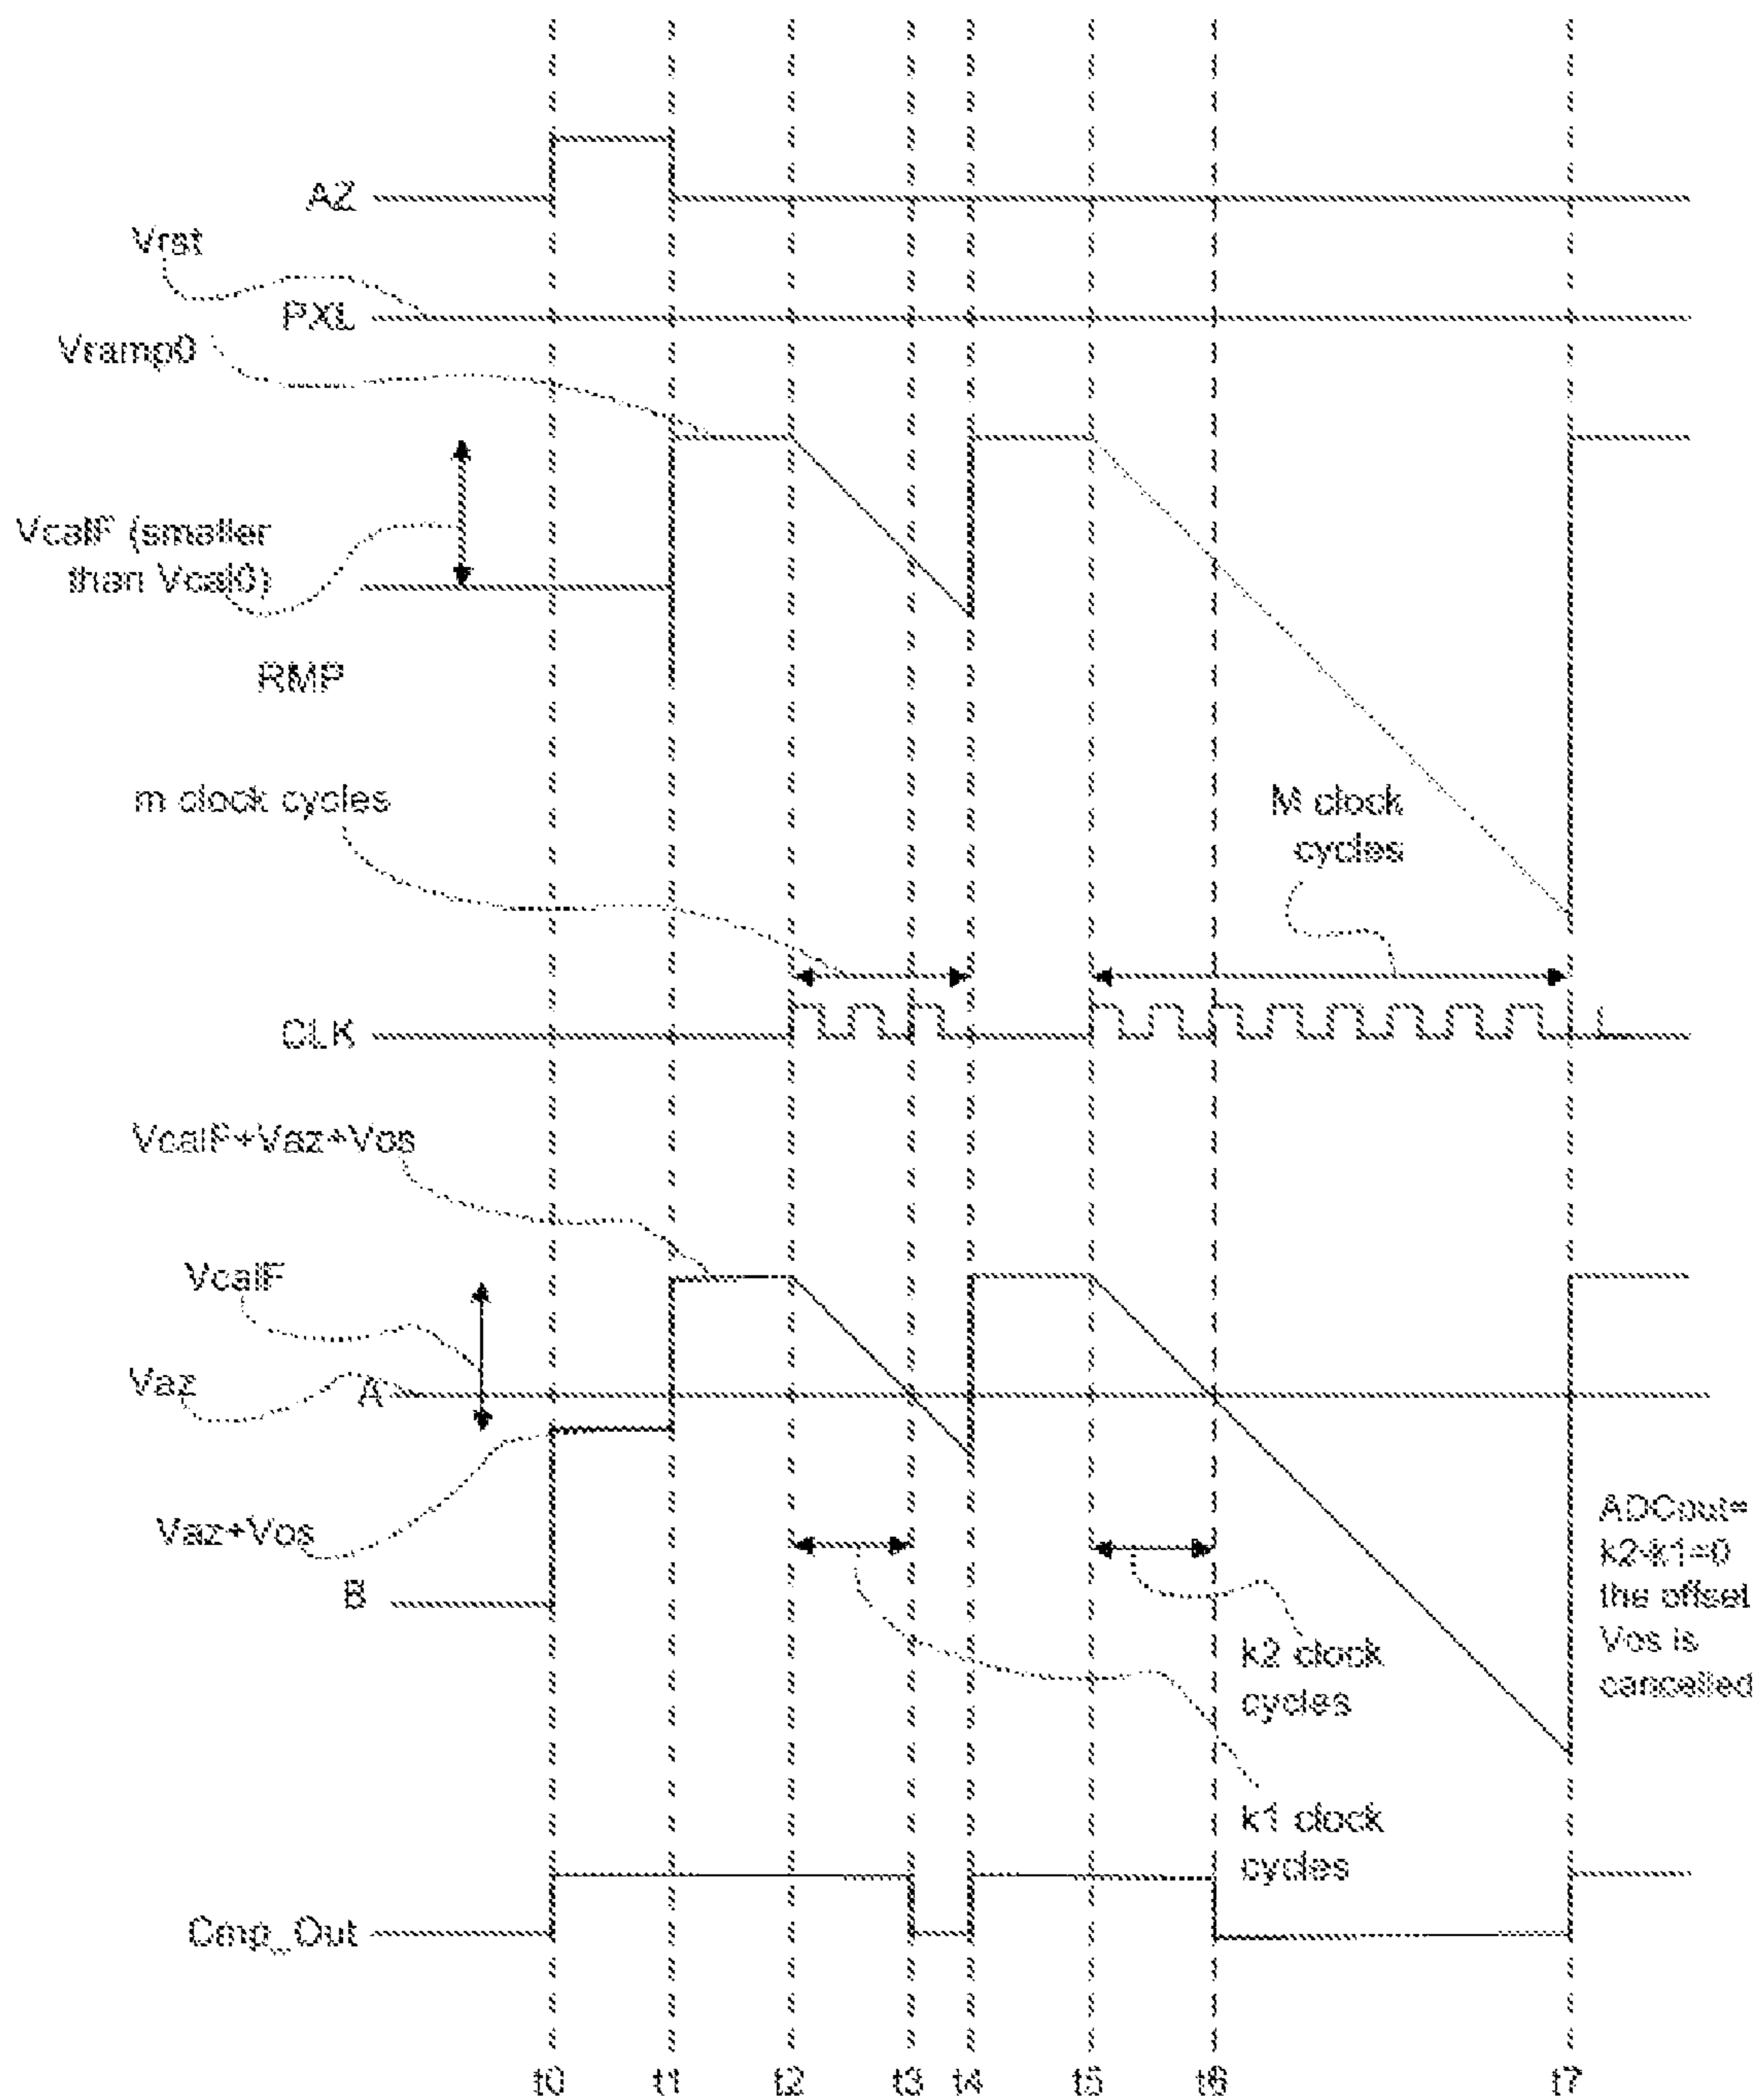 AZ
Vrst
PXL
Vramp0
VcalF (smaller
than Vcal0)
RMP
m clock cycles
M clock
cycles
CLK
VcalF+Vaz+Vos
VcalF
Vaz
A
Vaz+Vos
B
ADCout=
k2-k1=0
the offset
Vos is
cancelled
k2 clock
cycles
k1 clock
cycles
Cmp_Out
t0 t1 t2 t3 t4 t5 t6 t7